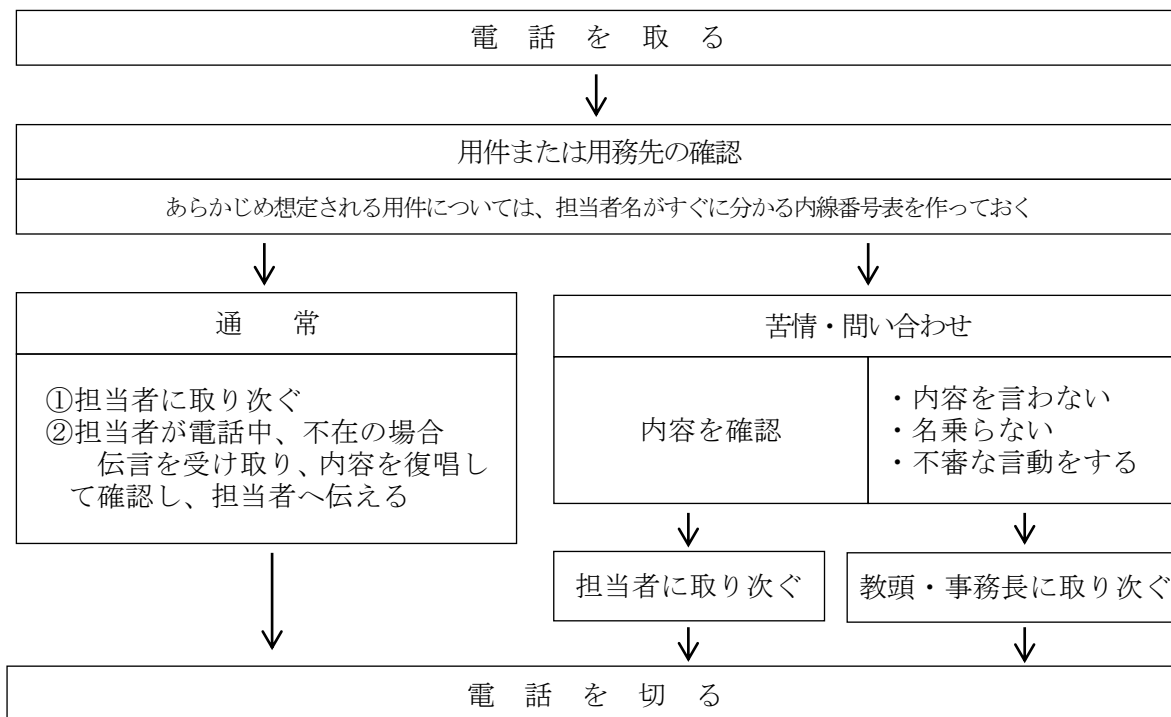 電話を取る
用件または用務先の確認
あらかじめ想定される用件については、担当者名がすぐに分かる内線番号表を作っておく
通常
①担当者に取り次ぐ
②担当者が電話中、不在の場合
伝言を受け取り、内容を復唱し
て確認し、担当者へ伝える
苦情・問い合わせ
内容を確認
・内容を言わない
・名乗らない
・不審な言動をする
担当者に取り次ぐ
教頭・事務長に取り次ぐ
電話を切る